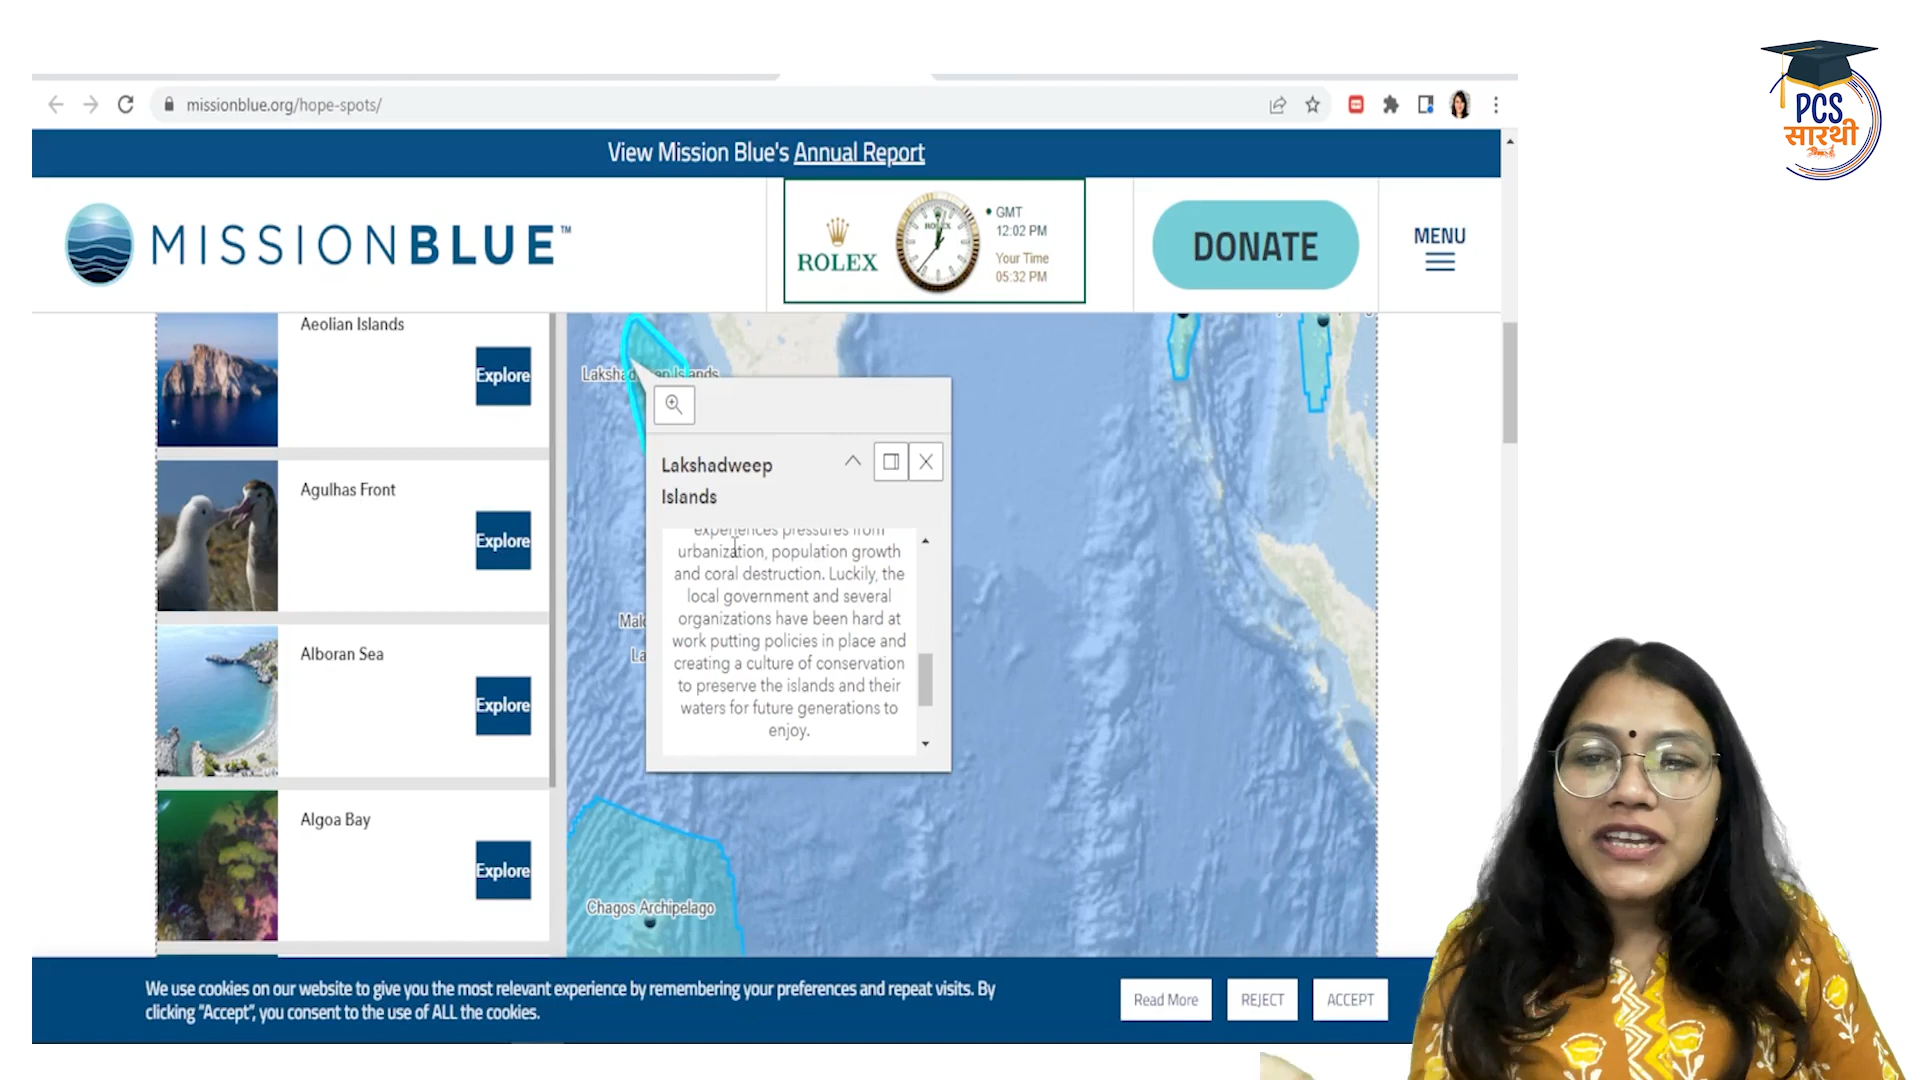 missionblue.org/hope-spots/
PCS
सारथी
View Mission Blue's Annual Report
MISSIONBLUE™
ROLEX
ROLEX
GMT
12:02 PM
Your Time
05:32 PM
DONATE
MENU
Aeolian Islands
Explore
Agulhas Front
Explore
Alboran Sea
Explore
Algoa Bay
Explore
Lakshadweep Islands
Lakshadweep
Islands
experiences pressures from
urbanization, population growth
and coral destruction. Luckily, the
local government and several
organizations have been hard at
work putting policies in place and
creating a culture of conservation
to preserve the islands and their
waters for future generations to
enjoy.
Chagos Archipelago
We use cookies on our website to give you the most relevant experience by remembering your preferences and repeat visits. By
clicking “Accept”, you consent to the use of ALL the cookies.
Read More
REJECT
ACCEPT